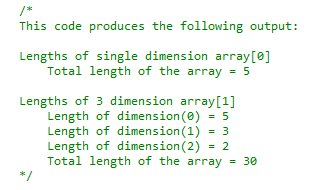 /*
This code produces the following output:
Lengths of single dimension array[0]
Total length of the array = 5
Lengths of 3 dimension array[1]
Length of dimension(0) = 5
Length of dimension(1) = 3
Length of dimension(2) = 2
Total length of the array = 30
*/